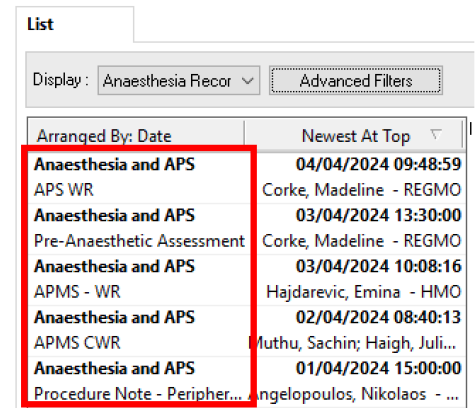 List
Display : Anaesthesia Recor Advanced Filters
Arranged By: Date Newest At Top
Anaesthesia and APS 04/04/2024 09:48:59
APS WR Corke, Madeline - REGMO
Anaesthesia and APS 03/04/2024 13:30:00
Pre-Anaesthetic Assessment Corke, Madeline - REGMO
Anaesthesia and APS 03/04/2024 10:08:16
APMS - WR Hajdarevic, Emina - HMO
Anaesthesia and APS 02/04/2024 08:40:13
APMS CWR Muthu, Sachin; Haigh, Juli...
Anaesthesia and APS 01/04/2024 15:00:00
Procedure Note - Peripher... Angelopoulos, Nikolaos - ...